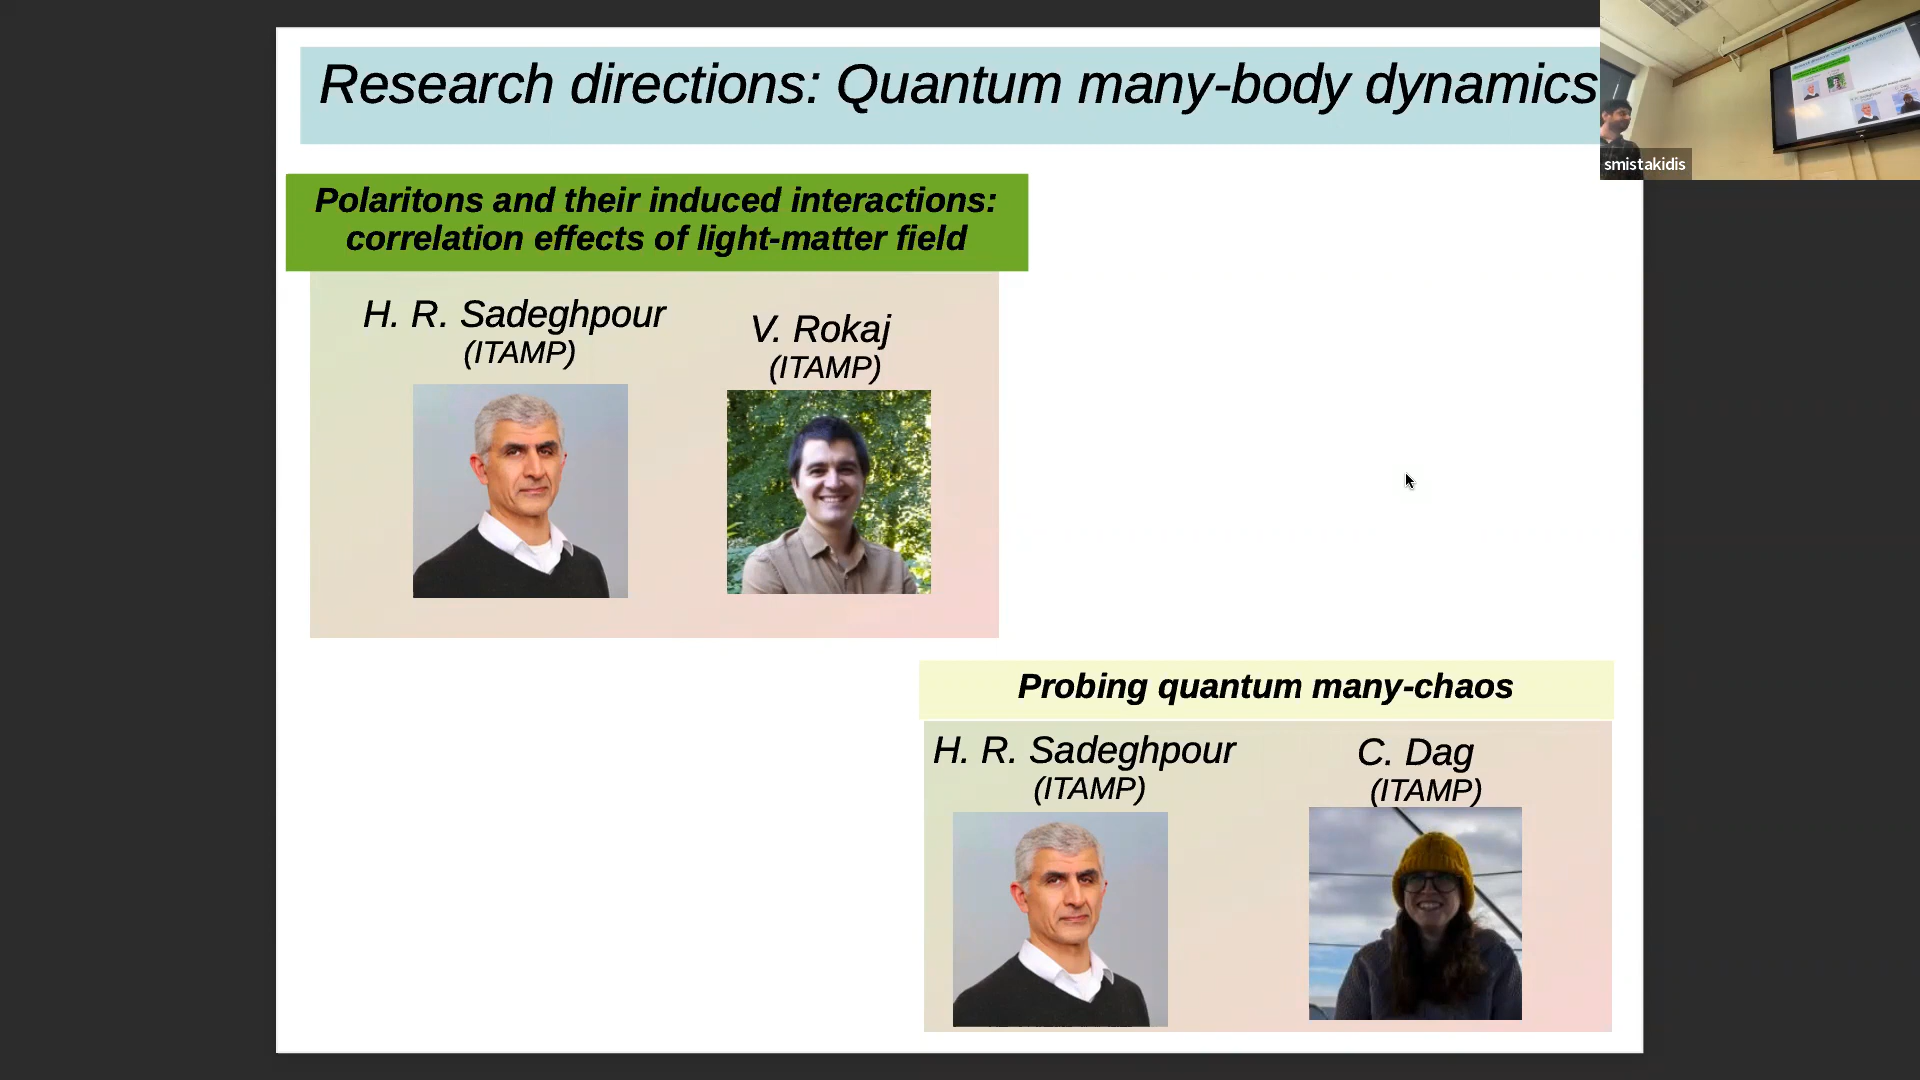 Research directions: Quantum many-body dynamics
smistakidis
Polaritons and their induced interactions:
correlation effects of light-matter field
H. R. Sadeghpour
(ITAMP)
V. Rokaj
(ITAMP)
Probing quantum many-chaos
H. R. Sadeghpour
(ITAMP)
C. Dag
(ITAMP)